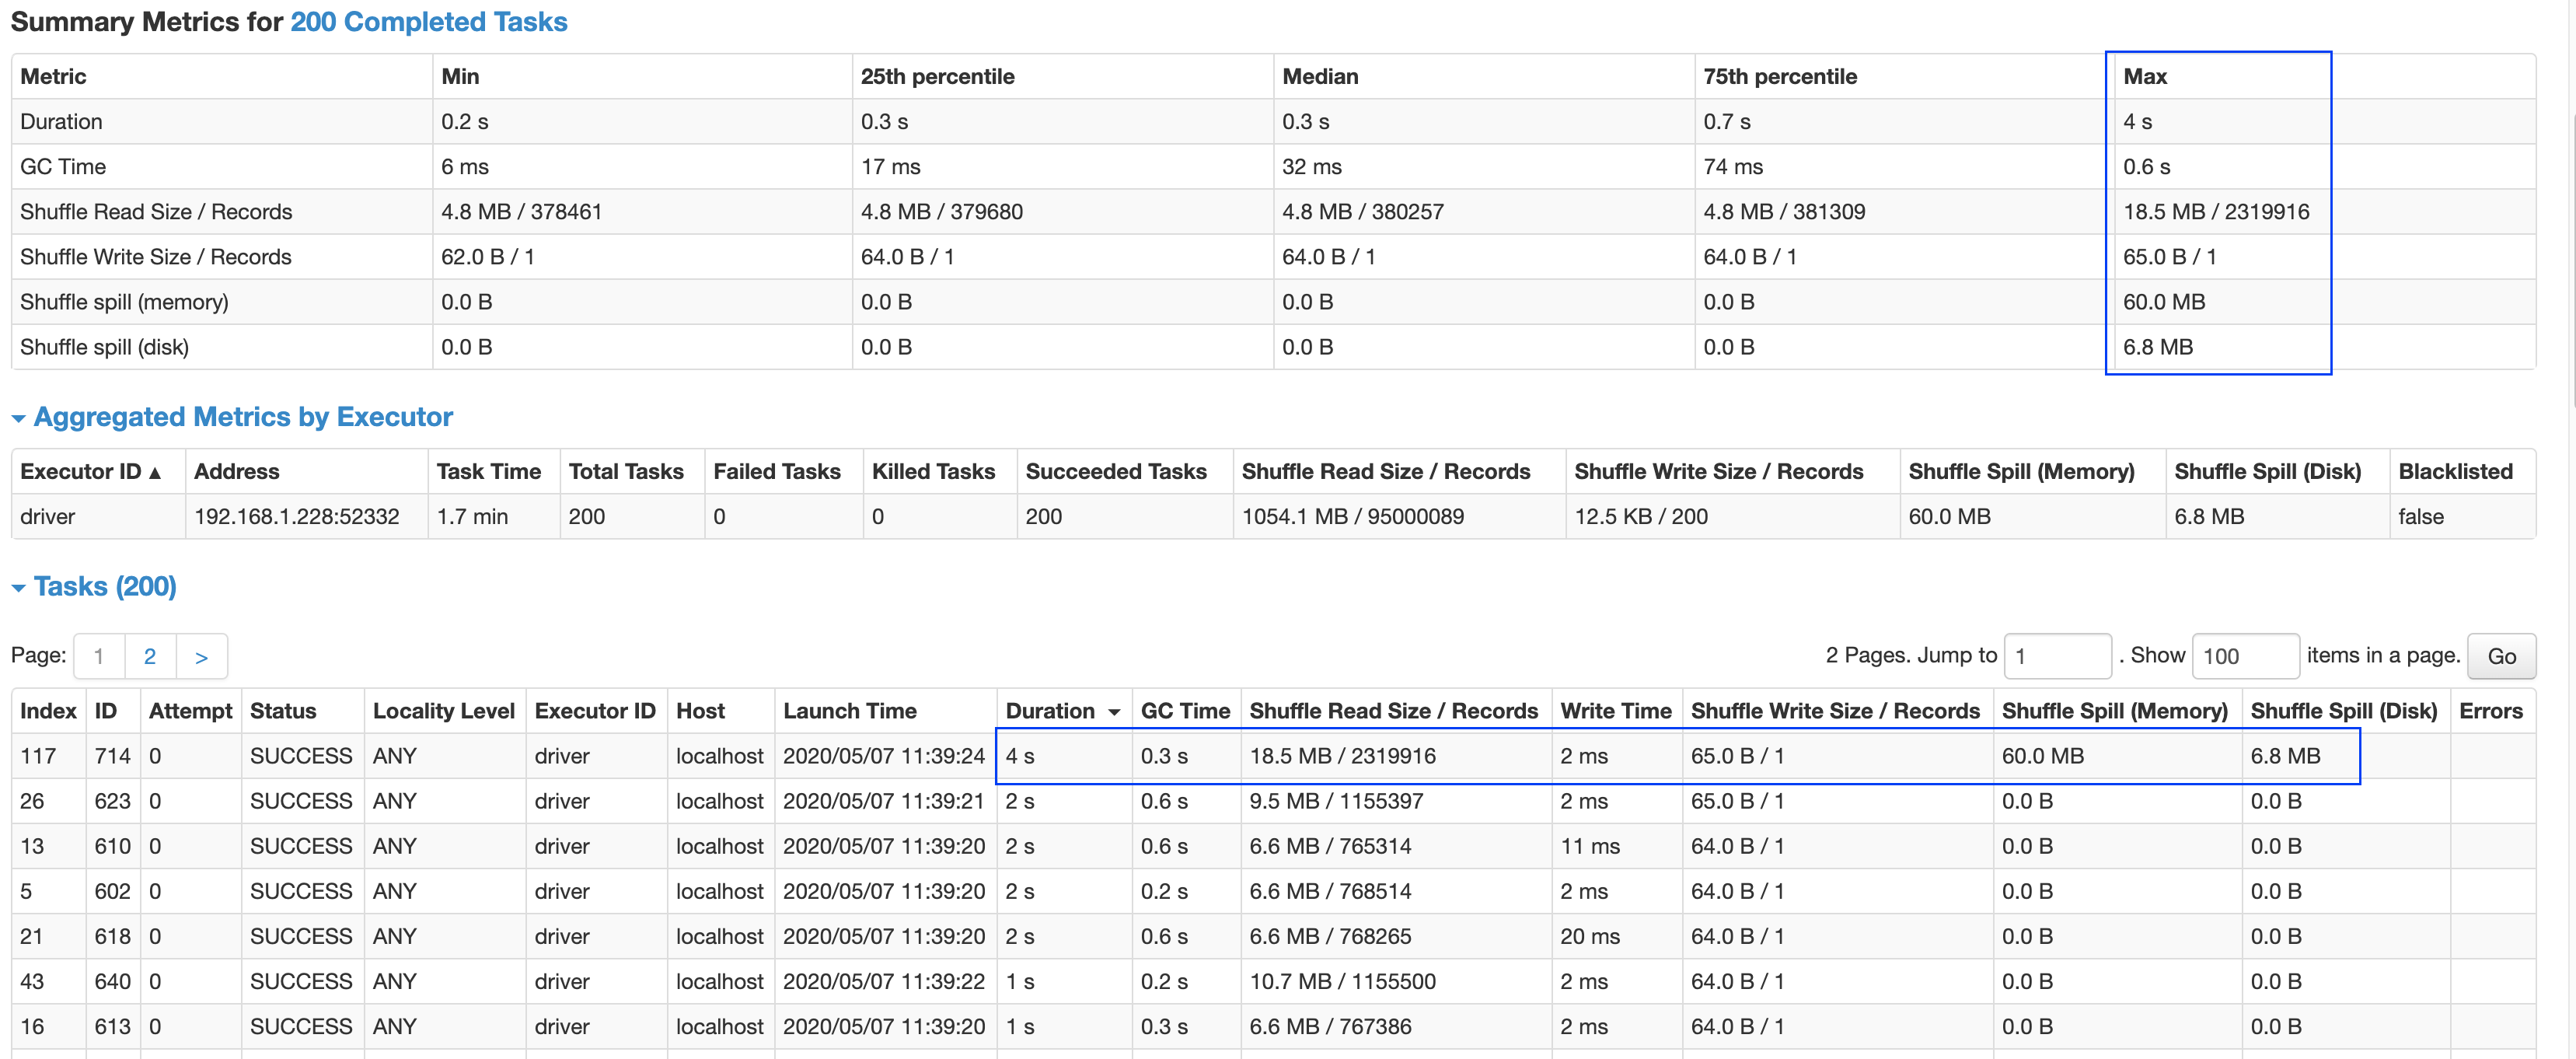 Summary Metrics for 200 Completed Tasks
Metric Min 25th percentile Median 75th percentile Max
Duration 0.2 s 0.3 s 0.3 s 0.7 s 4 s
GC Time 6 ms 17 ms 32 ms 74 ms 0.6 s
Shuffle Read Size / Records 4.8 MB / 378461 4.8 MB / 379680 4.8 MB / 380257 4.8 MB / 381309 18.5 MB / 2319916
Shuffle Write Size / Records 62.0 B / 1 64.0 B / 1 64.0 B / 1 64.0 B / 1 65.0 B / 1
Shuffle spill (memory) 0.0 B 0.0 B 0.0 B 0.0 B 60.0 MB
Shuffle spill (disk) 0.0 B 0.0 B 0.0 B 0.0 B 6.8 MB
Aggregated Metrics by Executor
Executor ID ▲ Address Task Time Total Tasks Failed Tasks Killed Tasks Succeeded Tasks Shuffle Read Size / Records Shuffle Write Size / Records Shuffle Spill (Memory) Shuffle Spill (Disk) Blacklisted
driver 192.168.1.228:52332 1.7 min 200 0 0 200 1054.1 MB / 95000089 12.5 KB / 200 60.0 MB 6.8 MB false
Tasks (200)
Page: 1 2 > 2 Pages. Jump to 1 . Show 100 items in a page. Go
Index ID Attempt Status Locality Level Executor ID Host Launch Time Duration GC Time Shuffle Read Size / Records Write Time Shuffle Write Size / Records Shuffle Spill (Memory) Shuffle Spill (Disk) Errors
117 714 0 SUCCESS ANY driver localhost 2020/05/07 11:39:24 4 s 0.3 s 18.5 MB / 2319916 2 ms 65.0 B / 1 60.0 MB 6.8 MB
26 623 0 SUCCESS ANY driver localhost 2020/05/07 11:39:21 2 s 0.6 s 9.5 MB / 1155397 2 ms 65.0 B / 1 0.0 B 0.0 B
13 610 0 SUCCESS ANY driver localhost 2020/05/07 11:39:20 2 s 0.6 s 6.6 MB / 765314 11 ms 64.0 B / 1 0.0 B 0.0 B
5 602 0 SUCCESS ANY driver localhost 2020/05/07 11:39:20 2 s 0.2 s 6.6 MB / 768514 2 ms 64.0 B / 1 0.0 B 0.0 B
21 618 0 SUCCESS ANY driver localhost 2020/05/07 11:39:20 2 s 0.6 s 6.6 MB / 768265 20 ms 64.0 B / 1 0.0 B 0.0 B
43 640 0 SUCCESS ANY driver localhost 2020/05/07 11:39:22 1 s 0.2 s 10.7 MB / 1155500 2 ms 64.0 B / 1 0.0 B 0.0 B
16 613 0 SUCCESS ANY driver localhost 2020/05/07 11:39:20 1 s 0.3 s 6.6 MB / 767386 2 ms 64.0 B / 1 0.0 B 0.0 B